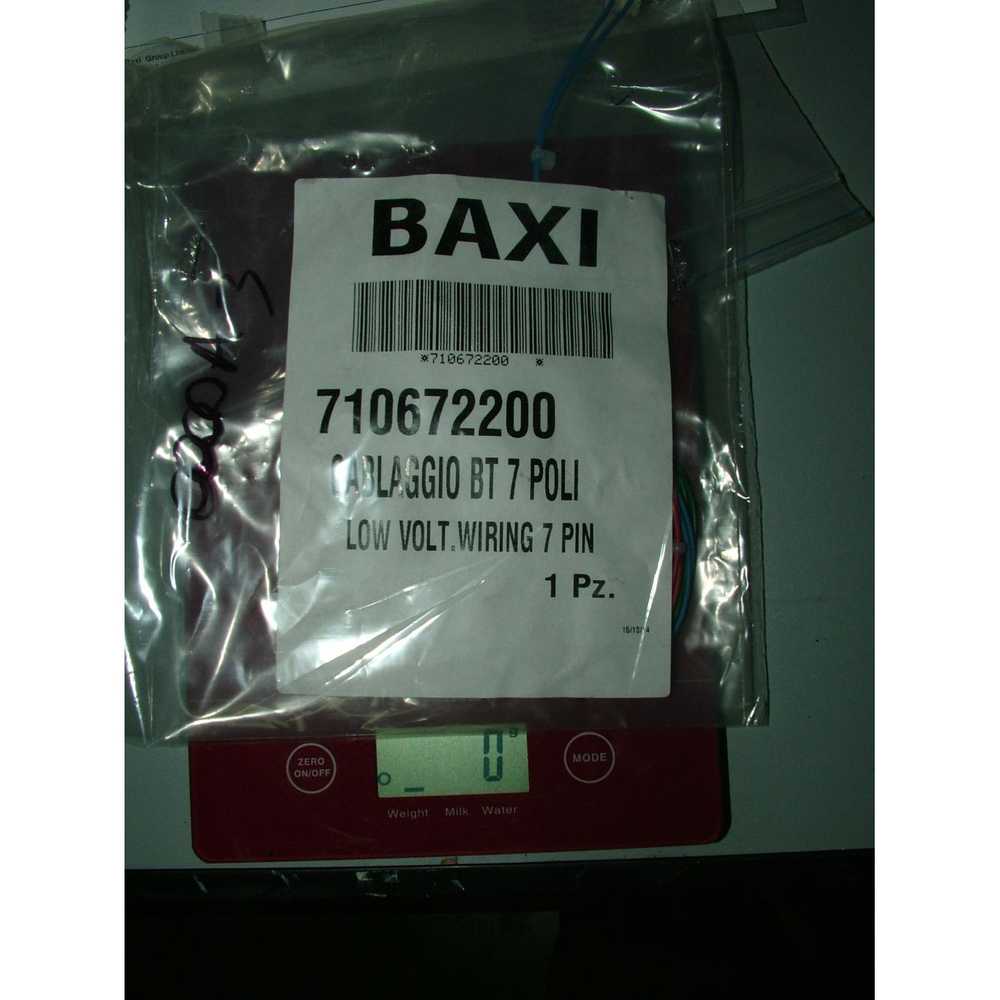 BAXI
*710672200 *
710672200
CABLAGGIO BT 7 POLI
LOW VOLT.WIRING 7 PIN
1 Pz.
ZERO
ON/OFF
0 g
MODE
Weight Milk Water